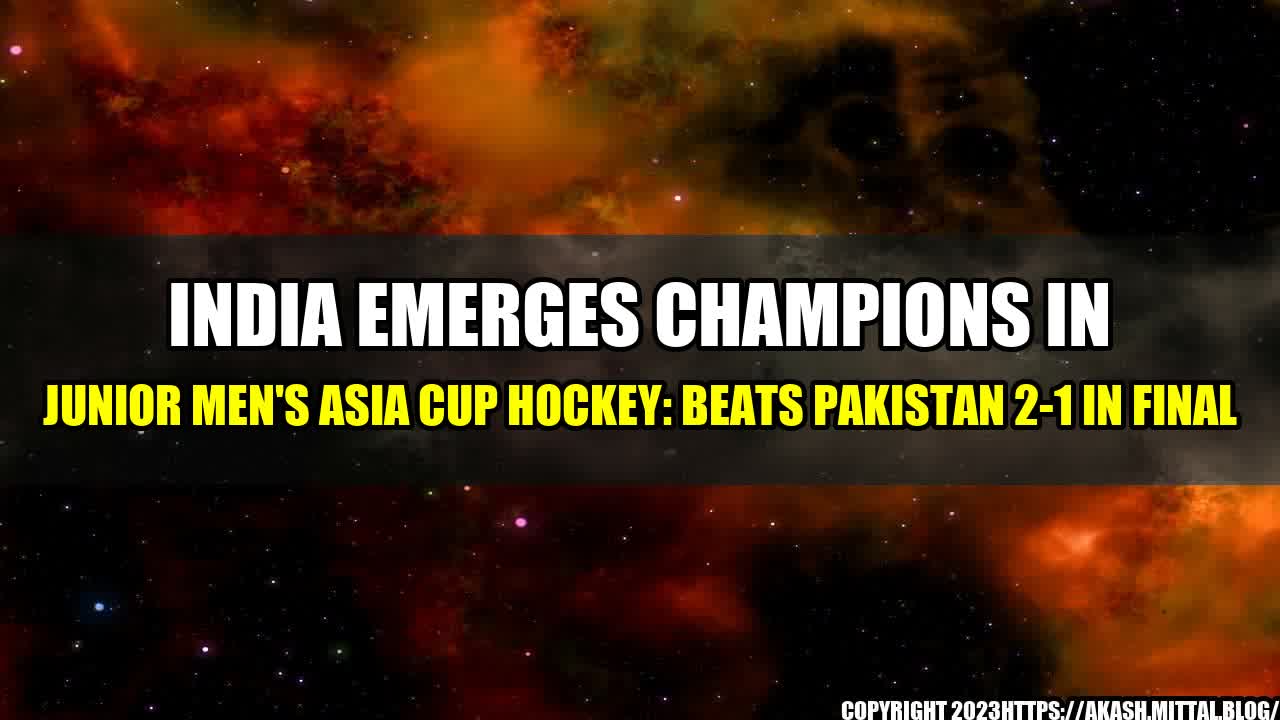 INDIA EMERGES CHAMPIONS IN
JUNIOR MEN'S ASIA CUP HOCKEY: BEATS PAKISTAN 2-1 IN FINAL
COPYRIGHT 2023HTTPS://AKASH.MITTAL.BLOG/